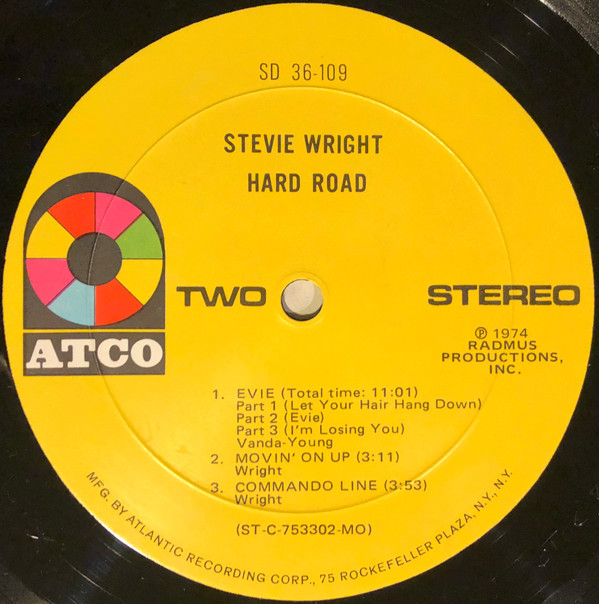 SD 36-109
STEVIE WRIGHT
HARD ROAD
ATCO
TWO
STEREO
℗ 1974
RADMUS
PRODUCTIONS,
INC.
1. EVIE (Total time: 11:01)
Part 1 (Let Your Hair Hang Down)
Part 2 (Evie)
Part 3 (I'm Losing You)
Vanda-Young
2. MOVIN' ON UP (3:11)
Wright
3. COMMANDO LINE (3:53)
Wright
(ST-C-753302-MO)
MFG. BY ATLANTIC RECORDING CORP., 75 ROCKEFELLER PLAZA, N.Y., N.Y.